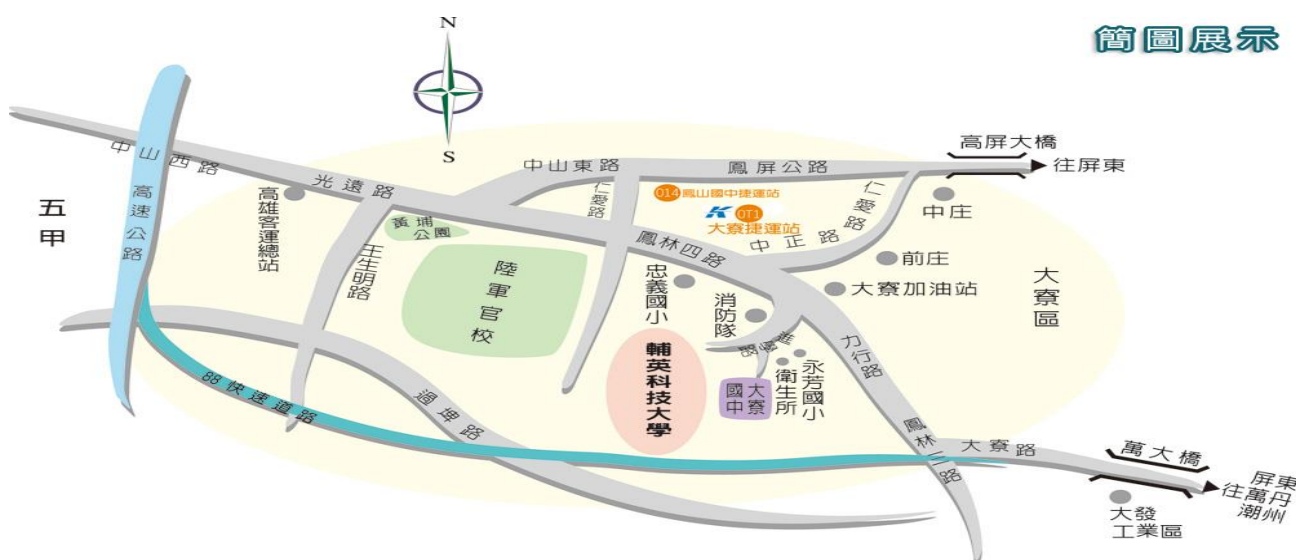 簡圖展示
N
S
高屏大橋
往屏東
中山西路
高速公路
五甲
光遠路
中山東路
鳳屏公路
仁愛路
014 鳳山國中捷運站
OT1
大寮捷運站
仁愛路
中正路
中庄
高雄客運總站
黃埔
公園
王生明路
陸軍官校
鳳林四路
忠義國小
消防隊
前庄
大寮加油站
大寮區
進學路
輔英科技大學
大寮
國中
衛生所
永芳國小
力行路
88快速道路
過埤路
鳳林三路
大寮路
萬大橋
屏東
往萬丹
潮州
大發
工業區